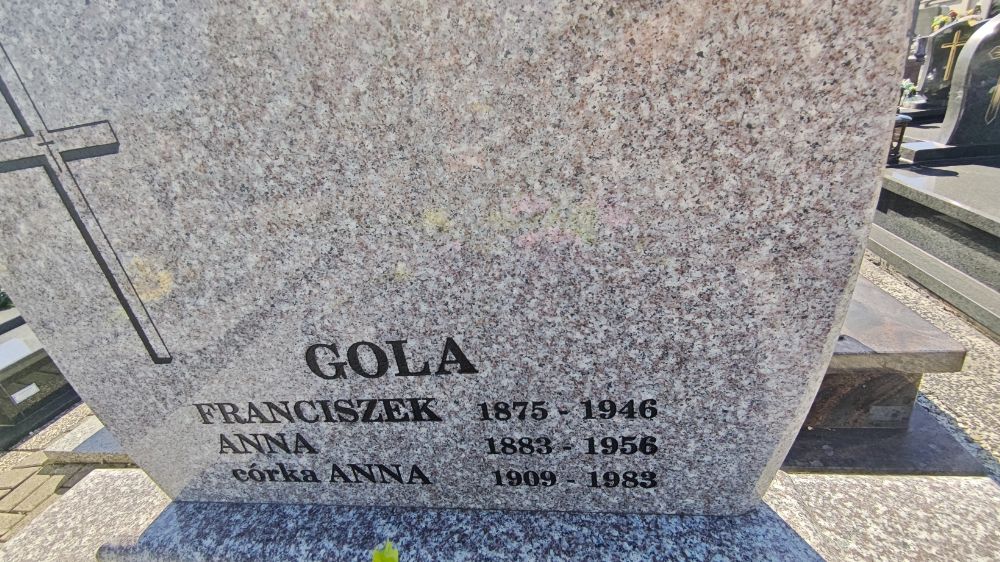 GOLA
FRANCISZEK 1875 - 1946
ANNA 1883 - 1956
córka ANNA 1909 - 1983